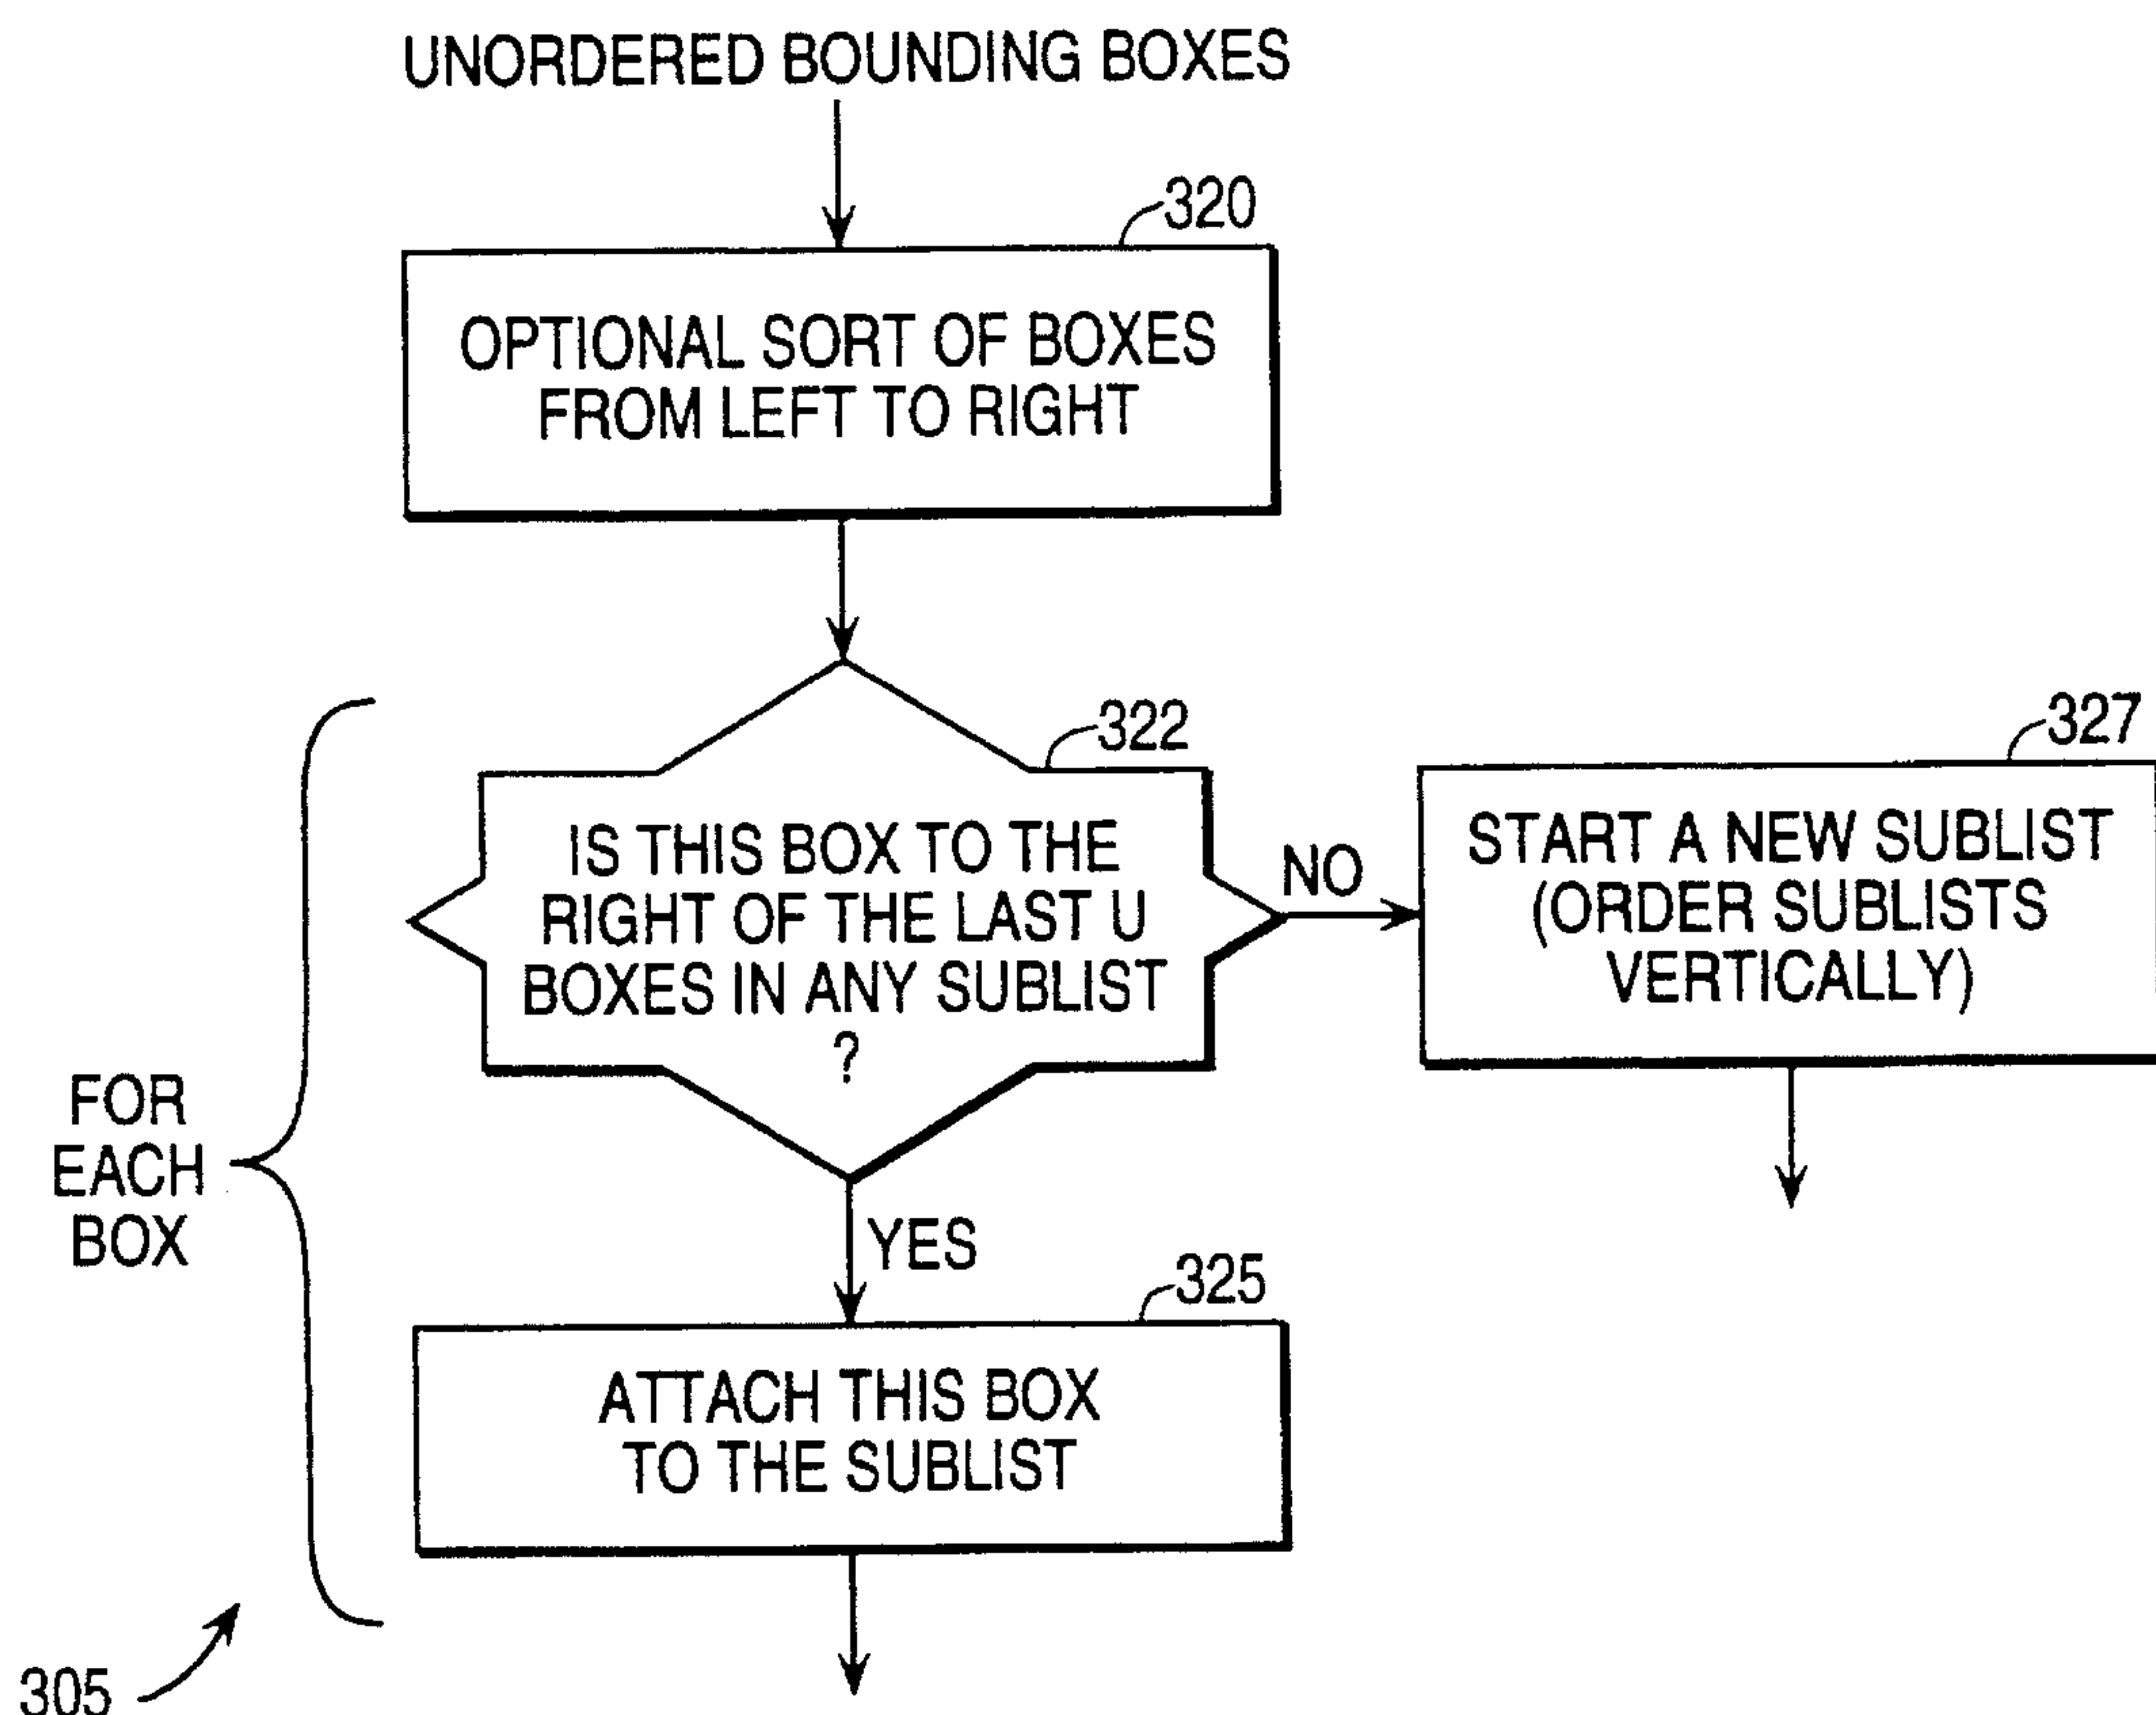 UNORDERED BOUNDING BOXES
320
OPTIONAL SORT OF BOXES
FROM LEFT TO RIGHT
322
IS THIS BOX TO THE
RIGHT OF THE LAST U
BOXES IN ANY SUBLIST
?
NO
327
START A NEW SUBLIST
(ORDER SUBLISTS
VERTICALLY)
FOR
EACH
BOX
YES
325
ATTACH THIS BOX
TO THE SUBLIST
305